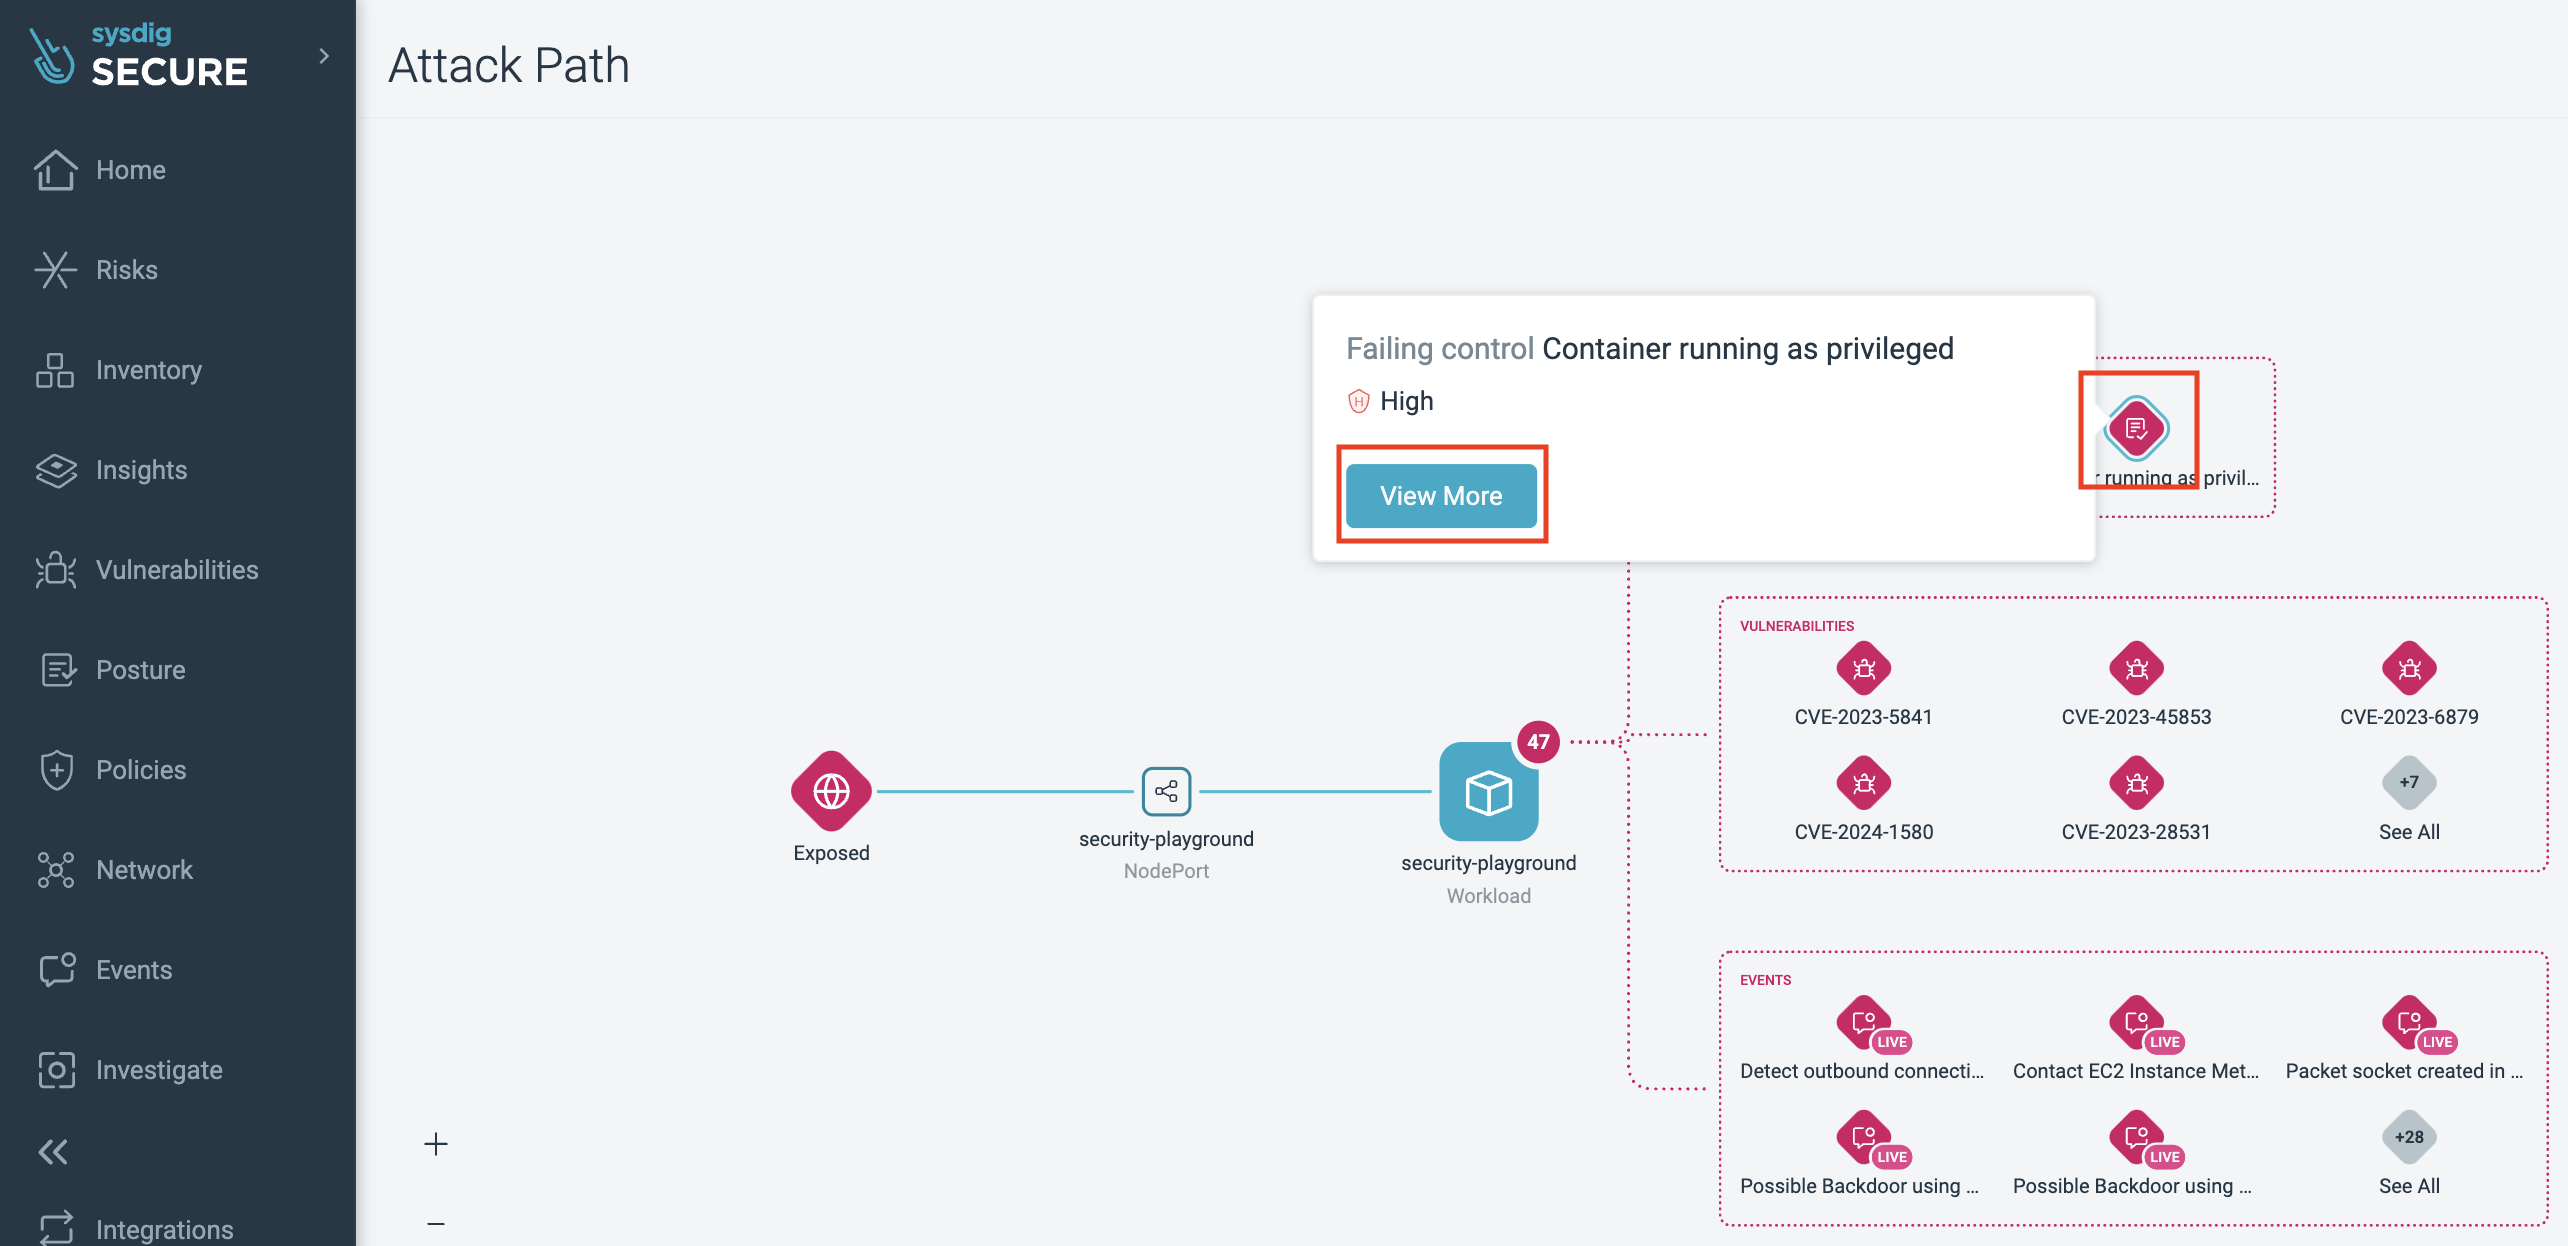 sysdig
SECURE
Home
Risks
Inventory
Insights
Vulnerabilities
Posture
Policies
Network
Events
Investigate
Integrations
Attack Path
Failing control Container running as privileged
H High
View More
r running as privil...
VULNERABILITIES
CVE-2023-5841 CVE-2023-45853 CVE-2023-6879
+7
CVE-2024-1580 CVE-2023-28531 See All
47
Exposed
security-playground
NodePort
security-playground
Workload
EVENTS
LIVE LIVE LIVE
Detect outbound connecti... Contact EC2 Instance Met... Packet socket created in ...
LIVE LIVE +28
Possible Backdoor using ... Possible Backdoor using ... See All